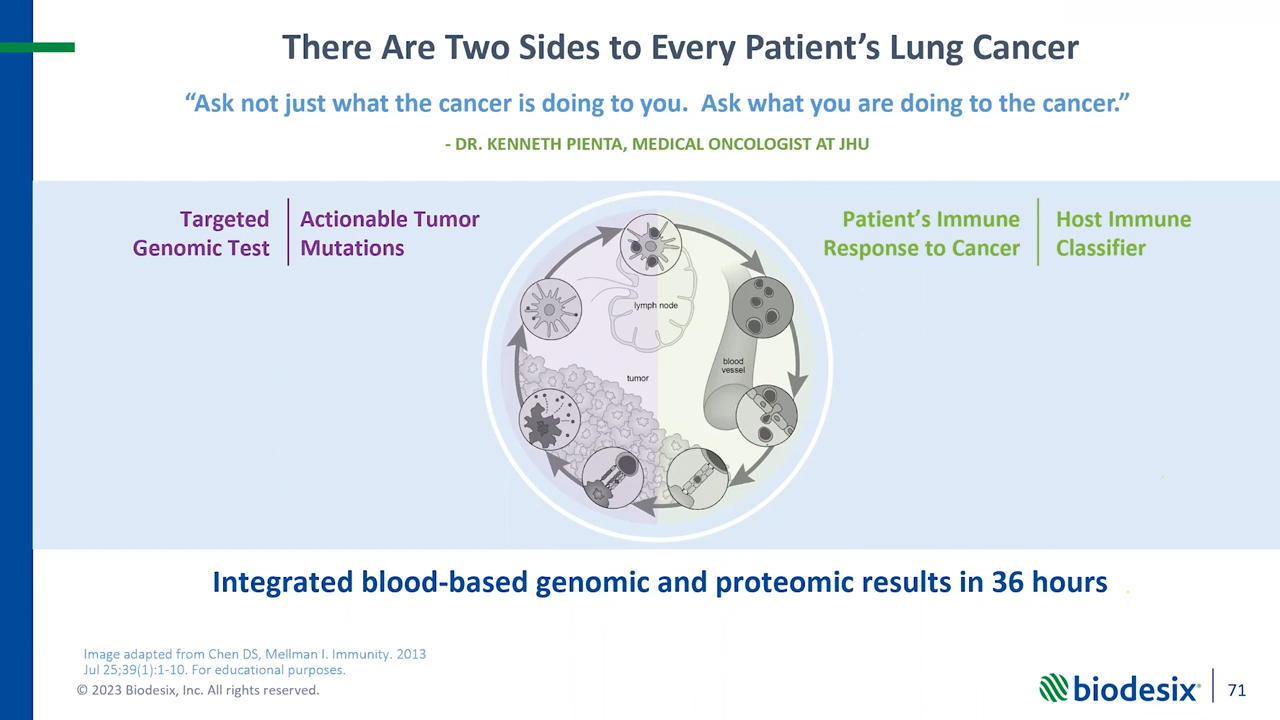 There Are Two Sides to Every Patient’s Lung Cancer
“Ask not just what the cancer is doing to you.  Ask what you are doing to the cancer.”
- DR. KENNETH PIENTA, MEDICAL ONCOLOGIST AT JHU
Targeted
Genomic Test
Actionable Tumor
Mutations
Patient’s Immune
Response to Cancer
Host Immune
Classifier
lymph node
blood
vessel
tumor
Integrated blood-based genomic and proteomic results in 36 hours
Image adapted from Chen DS, Mellman I. Immunity. 2013
Jul 25;39(1):1-10. For educational purposes.
© 2023 Biodesix, Inc. All rights reserved.
biodesix®
71